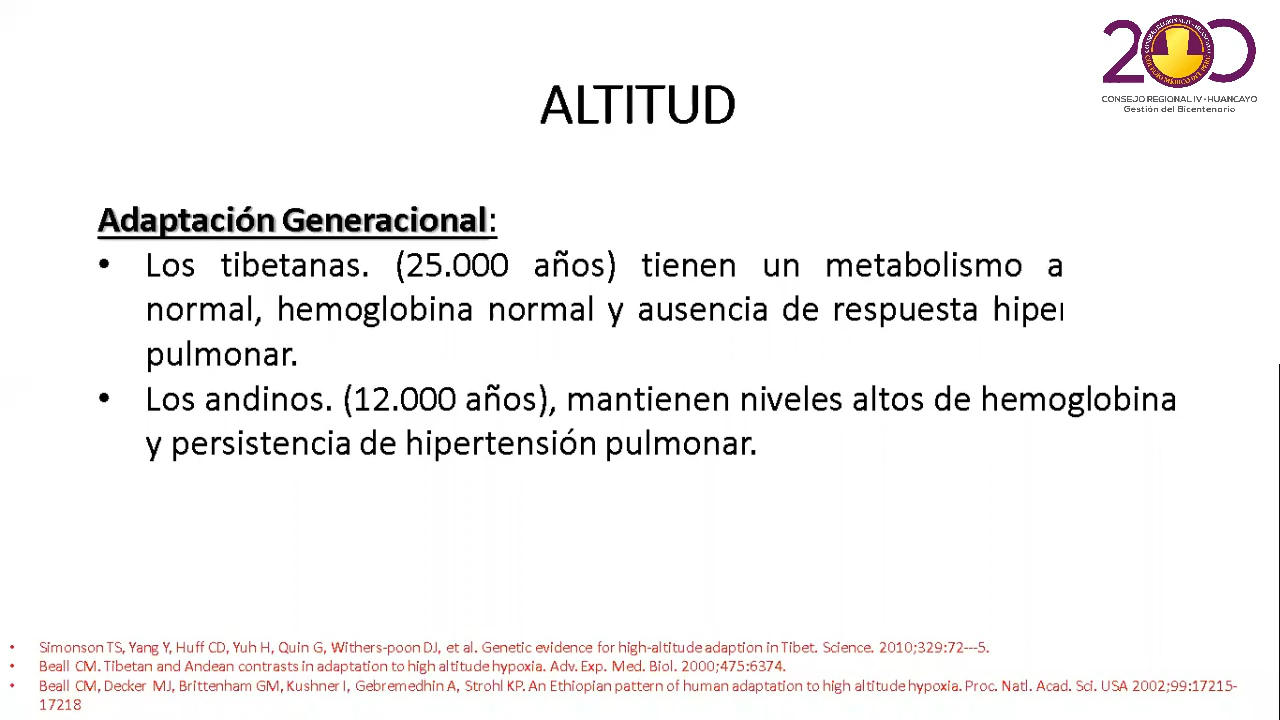 200
CONSEJO REGIONAL IV - HUANCAYO
Gestión del Bicentenario
ALTITUD
Adaptación Generacional:
• Los tibetanas. (25.000 años) tienen un metabolismo a
normal, hemoglobina normal y ausencia de respuesta hiper
pulmonar.
• Los andinos. (12.000 años), mantienen niveles altos de hemoglobina
y persistencia de hipertensión pulmonar.
• Simonson TS, Yang Y, Huff CD, Yuh H, Quin G, Withers-poon DJ, et al. Genetic evidence for high-altitude adaption in Tibet. Science. 2010;329:72---5.
• Beall CM. Tibetan and Andean contrasts in adaptation to high altitude hypoxia. Adv. Exp. Med. Biol. 2000;475:6374.
• Beall CM, Decker MJ, Brittenham GM, Kushner I, Gebremedhin A, Strohl KP. An Ethiopian pattern of human adaptation to high altitude hypoxia. Proc. Natl. Acad. Sci. USA 2002;99:17215-
17218